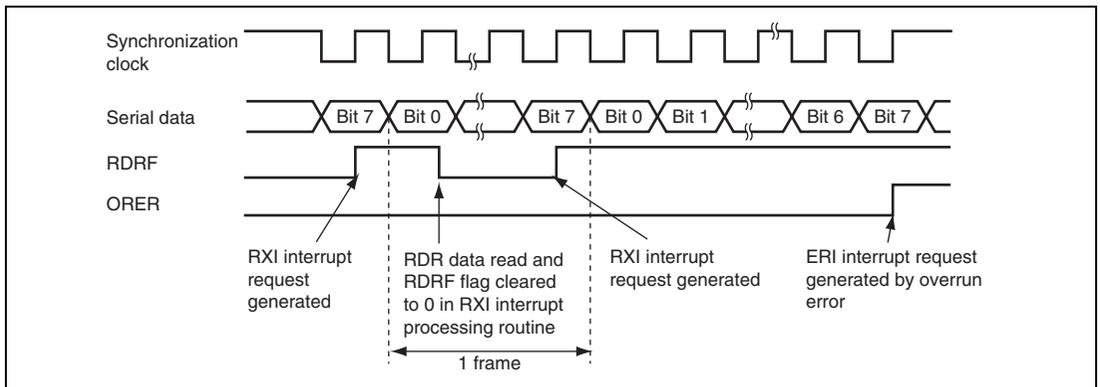 Synchronization
clock
Serial data
Bit 7
Bit 0
Bit 7
Bit 0
Bit 1
Bit 6
Bit 7
RDRF
ORER
RXI interrupt
request
generated
RDR data read and
RDRF flag cleared
to 0 in RXI interrupt
processing routine
RXI interrupt
request generated
ERI interrupt request
generated by overrun
error
1 frame